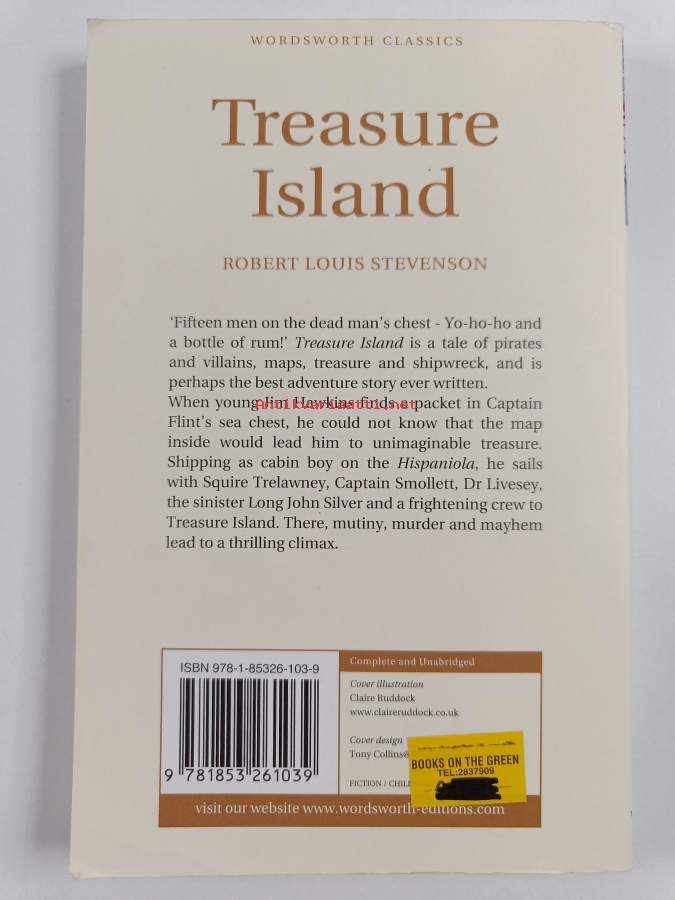 WORDSWORTH CLASSICS
Treasure
Island
ROBERT LOUIS STEVENSON
‘Fifteen men on the dead man’s chest - Yo-ho-ho and
a bottle of rum!’ Treasure Island is a tale of pirates
and villains, maps, treasure and shipwreck, and is
perhaps the best adventure story ever written.
When young Jim Hawkins finds a packet in Captain
Antikvariaatti.net
Flint’s sea chest, he could not know that the map
inside would lead him to unimaginable treasure.
Shipping as cabin boy on the Hispaniola, he sails
with Squire Trelawney, Captain Smollett, Dr Livesey,
the sinister Long John Silver and a frightening crew to
Treasure Island. There, mutiny, murder and mayhem
lead to a thrilling climax.
ISBN 978-1-85326-103-9
9 781853 261039
Complete and Unabridged
Cover illustration
Claire Ruddock
www.claireruddock.co.uk
Cover design
Tony Collins@
FICTION / CHIL
BOOKS ON THE GREEN
TEL:2837909
visit our website www.wordsworth-editions.com